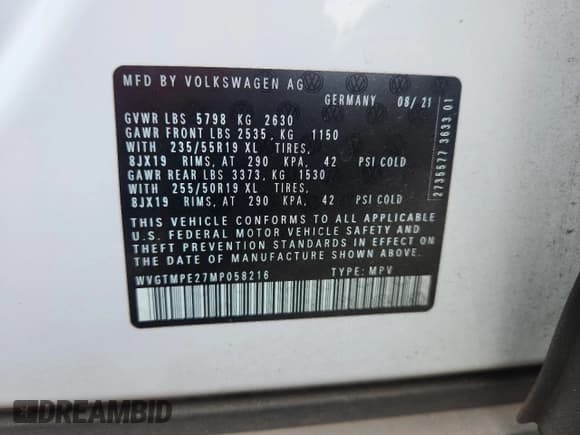 MFD BY VOLKSWAGEN AG
GERMANY 08/21
GVWR LBS 5798 KG 2630
GAWR FRONT LBS 2535, KG 1150
WITH 235/55R19 XL TIRES,
8JX19 RIMS, AT 290 KPA, 42 PSI COLD
GAWR REAR LBS 3373, KG 1530
WITH 255/50R19 XL TIRES,
8JX19 RIMS, AT 290 KPA, 42 PSI COLD
THIS VEHICLE CONFORMS TO ALL APPLICABLE
U.S. FEDERAL MOTOR VEHICLE SAFETY AND
THEFT PREVENTION STANDARDS IN EFFECT ON
THE DATE OF MANUFACTURE SHOWN ABOVE.
WVGTMPE27MP058216 TYPE: MPV
2735577 3633 01
DREAMBID